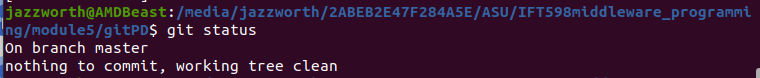 jazzworth@AMDBeast:/media/jazzworth/2ABEB2E47F284A5E/ASU/IFT598middleware_programmi
ng/module5/gitPD$ git status
On branch master
nothing to commit, working tree clean